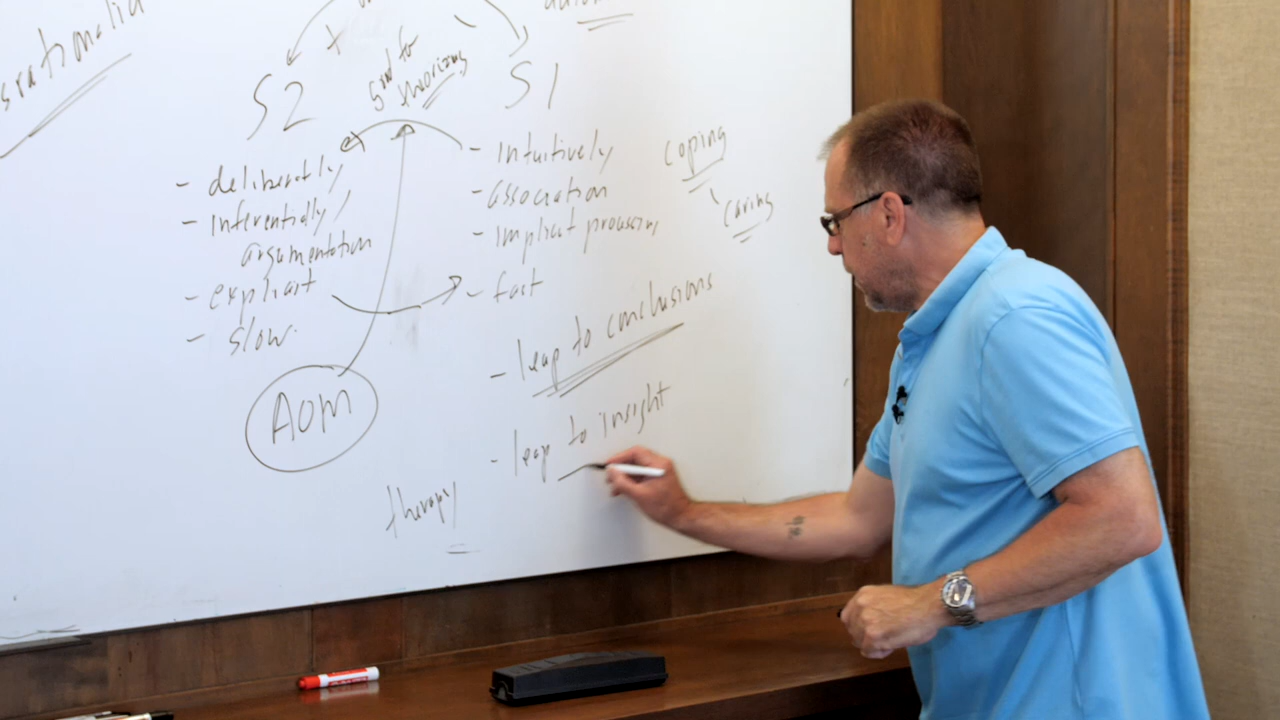 S2
S1
sound to
theorizing
- deliberately
- inferentially /
argumentation
- explicit
- slow
- Intuitively
- association
- implicit processing
- fast
- leap to conclusions
- leap to insight
coping
caring
AOM
therapy